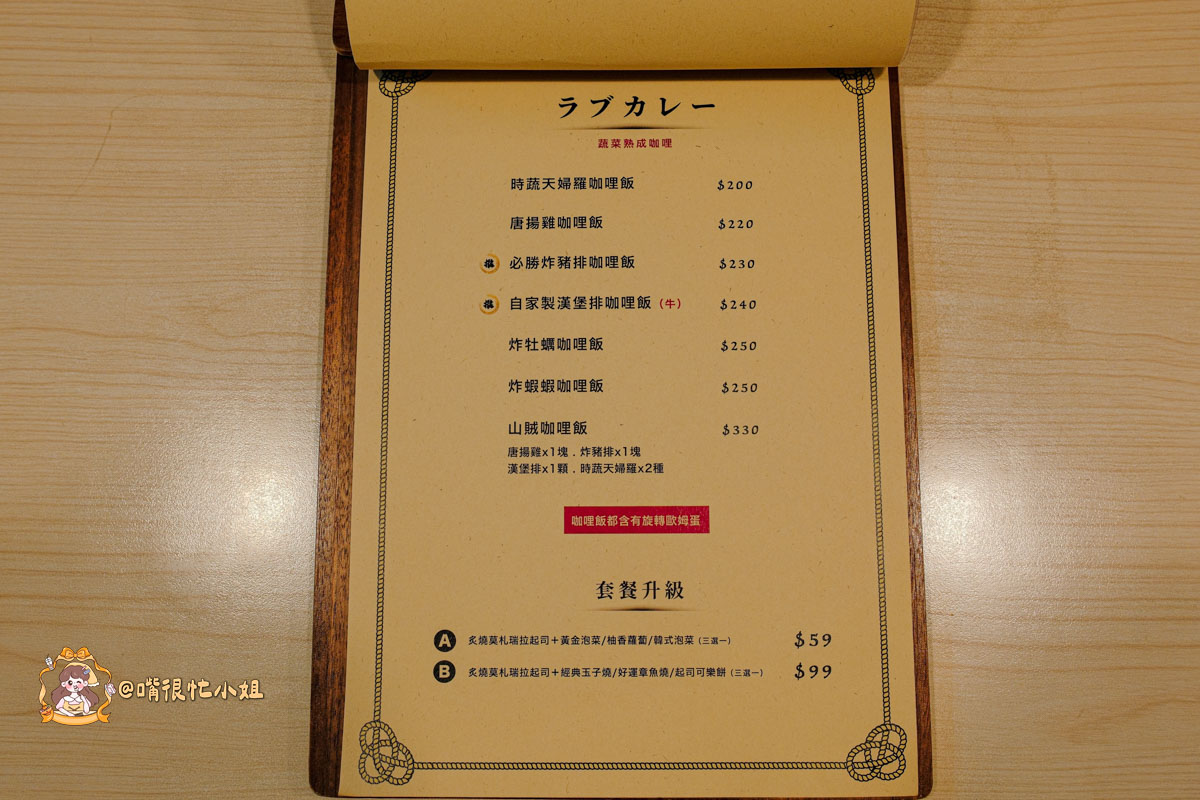 ラブカレー
蔬菜熟成咖哩
時蔬天婦羅咖哩飯 $200
唐揚雞咖哩飯 $220
推 必勝炸豬排咖哩飯 $230
推 自家製漢堡排咖哩飯 (牛) $240
炸牡蠣咖哩飯 $250
炸蝦蝦咖哩飯 $250
山賊咖哩飯 $330
唐揚雞x1塊．炸豬排x1塊
漢堡排x1顆．時蔬天婦羅x2種
咖哩飯都含有旋轉歐姆蛋
套餐升級
A 炙燒莫札瑞拉起司＋黃金泡菜/柚香蘿蔔/韓式泡菜 (三選一) $59
B 炙燒莫札瑞拉起司＋經典玉子燒/好運章魚燒/起司可樂餅 (三選一) $99
@嘴很忙小姐